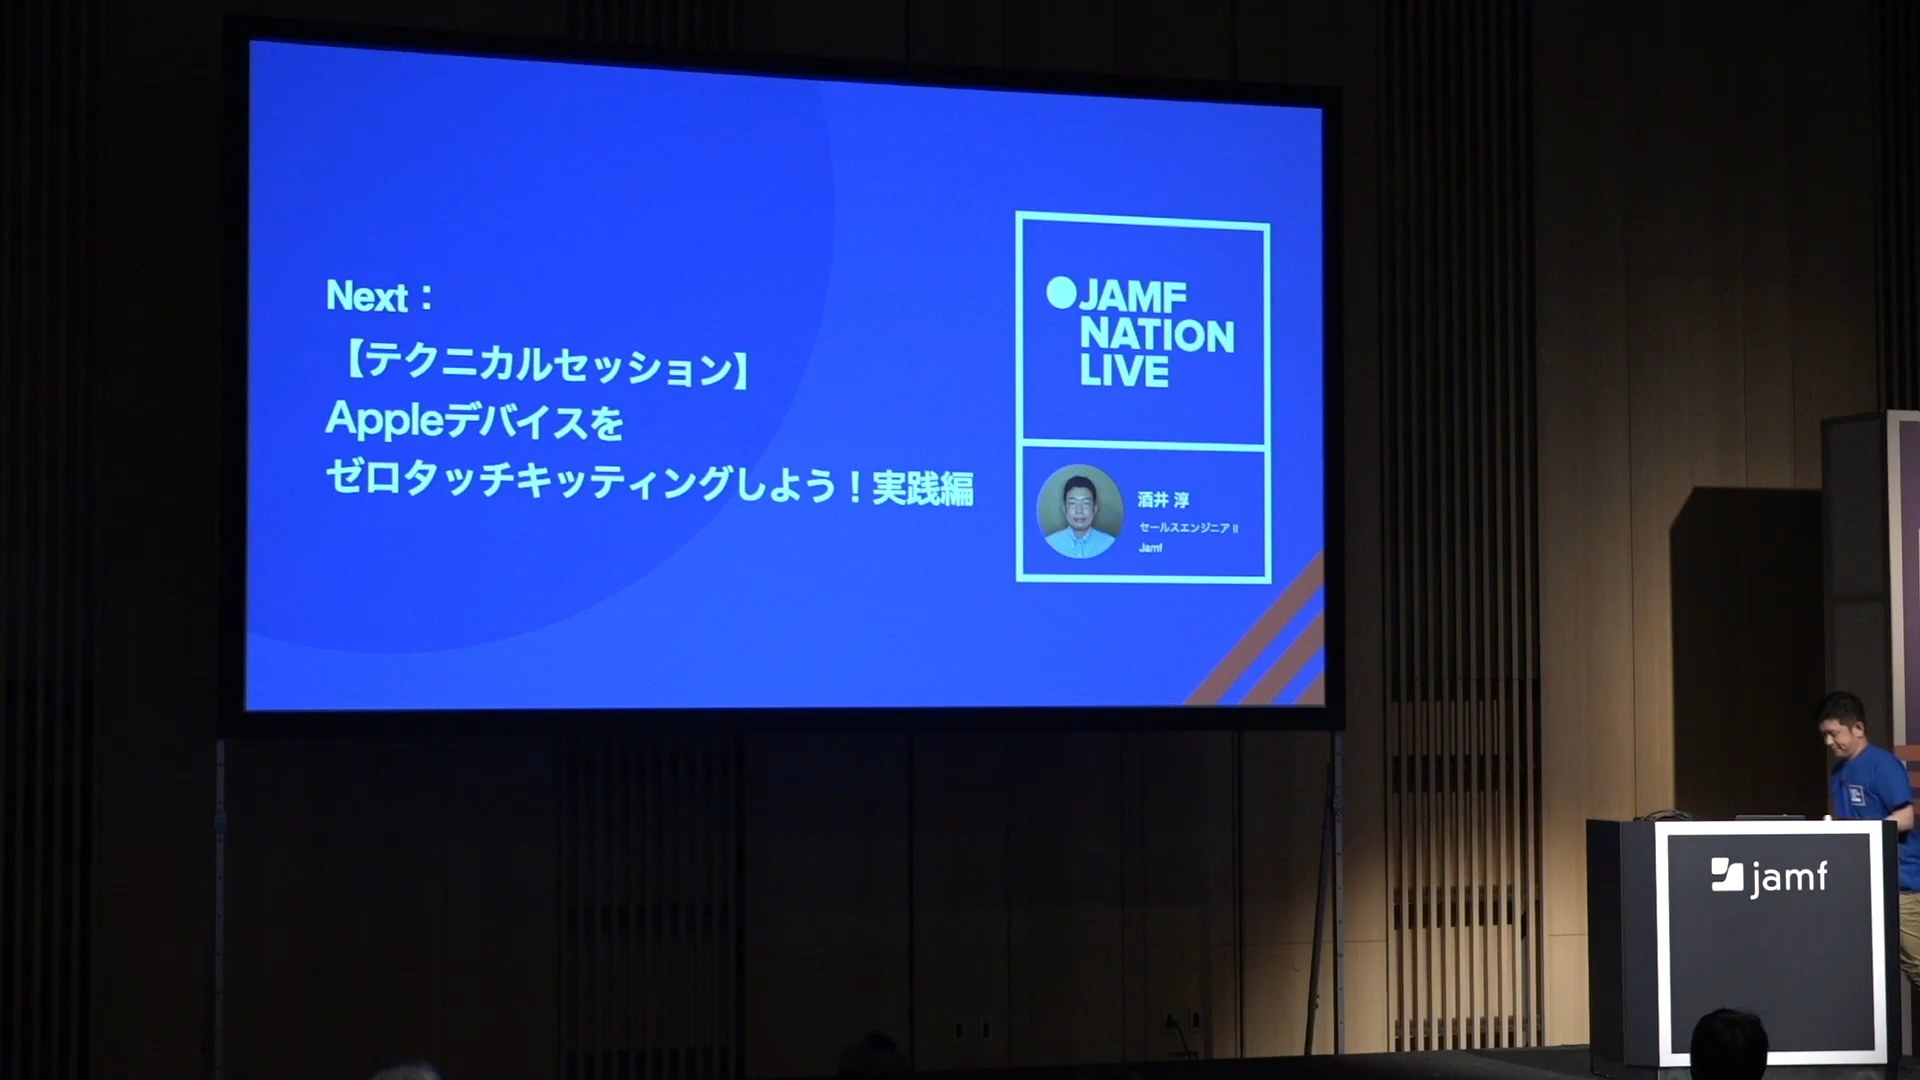 Next：
【テクニカルセッション】
Appleデバイスを
ゼロタッチキッティングしよう！実践編
JAMF
NATION
LIVE
酒井 淳
セールスエンジニア II
Jamf
jamf